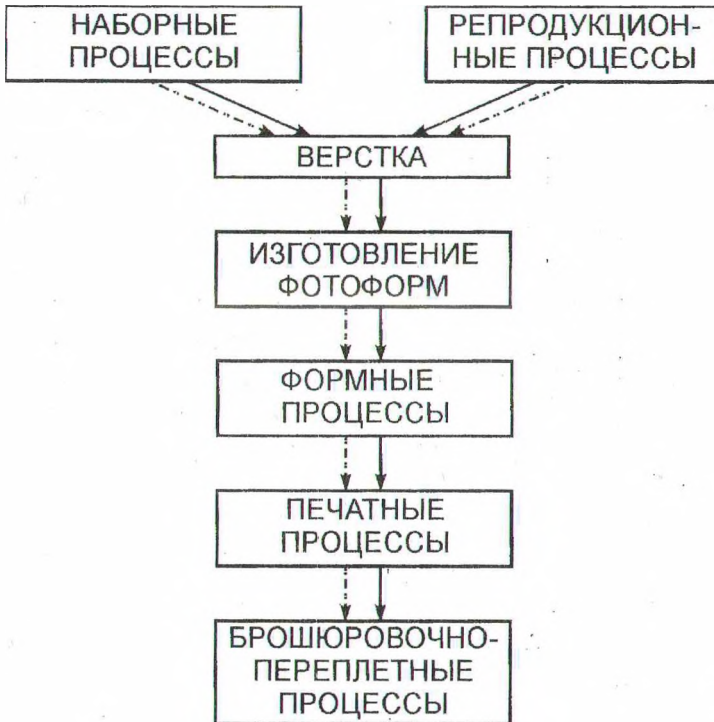 НАБОРНЫЕ
ПРОЦЕССЫ
РЕПРОДУКЦИОН-
НЫЕ ПРОЦЕССЫ
ВЕРСТКА
ИЗГОТОВЛЕНИЕ
ФОТОФОРМ
ФОРМНЫЕ
ПРОЦЕССЫ
ПЕЧАТНЫЕ
ПРОЦЕССЫ
БРОШЮРОВОЧНО-
ПЕРЕПЛЕТНЫЕ
ПРОЦЕССЫ